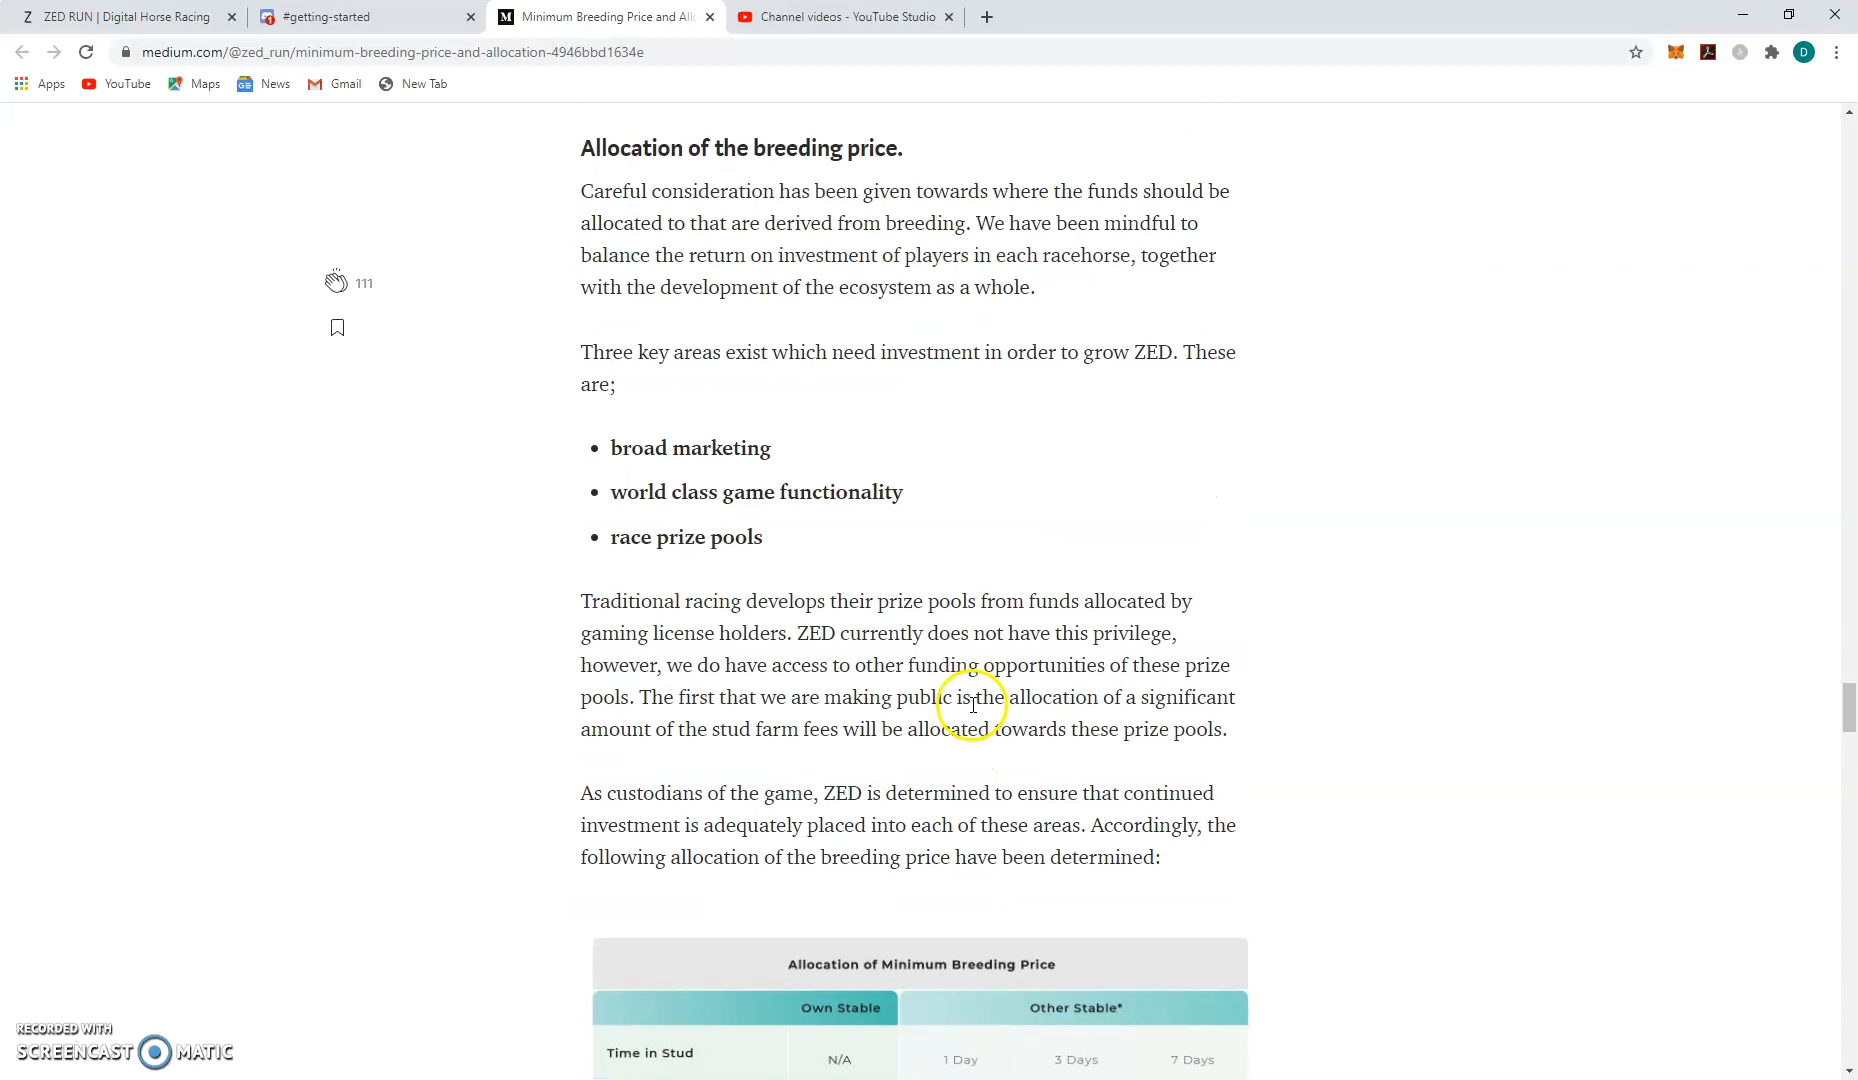 ZED RUN | Digital Horse Racing
#getting-started
Minimum Breeding Price and All
Channel videos - YouTube Studio
medium.com/@zed_run/minimum-breeding-price-and-allocation-4946bbd1634e
D
Apps
YouTube
Maps
News
Gmail
New Tab
Allocation of the breeding price.
Careful consideration has been given towards where the funds should be
allocated to that are derived from breeding. We have been mindful to
balance the return on investment of players in each racehorse, together
with the development of the ecosystem as a whole.
111
Three key areas exist which need investment in order to grow ZED. These
are;
• broad marketing
• world class game functionality
• race prize pools
Traditional racing develops their prize pools from funds allocated by
gaming license holders. ZED currently does not have this privilege,
however, we do have access to other funding opportunities of these prize
pools. The first that we are making public is the allocation of a significant
amount of the stud farm fees will be allocated towards these prize pools.
As custodians of the game, ZED is determined to ensure that continued
investment is adequately placed into each of these areas. Accordingly, the
following allocation of the breeding price have been determined:
Allocation of Minimum Breeding Price
Own Stable Other Stable*
Time in Stud N/A 1 Day 3 Days 7 Days
RECORDED WITH
SCREENCAST MATIC